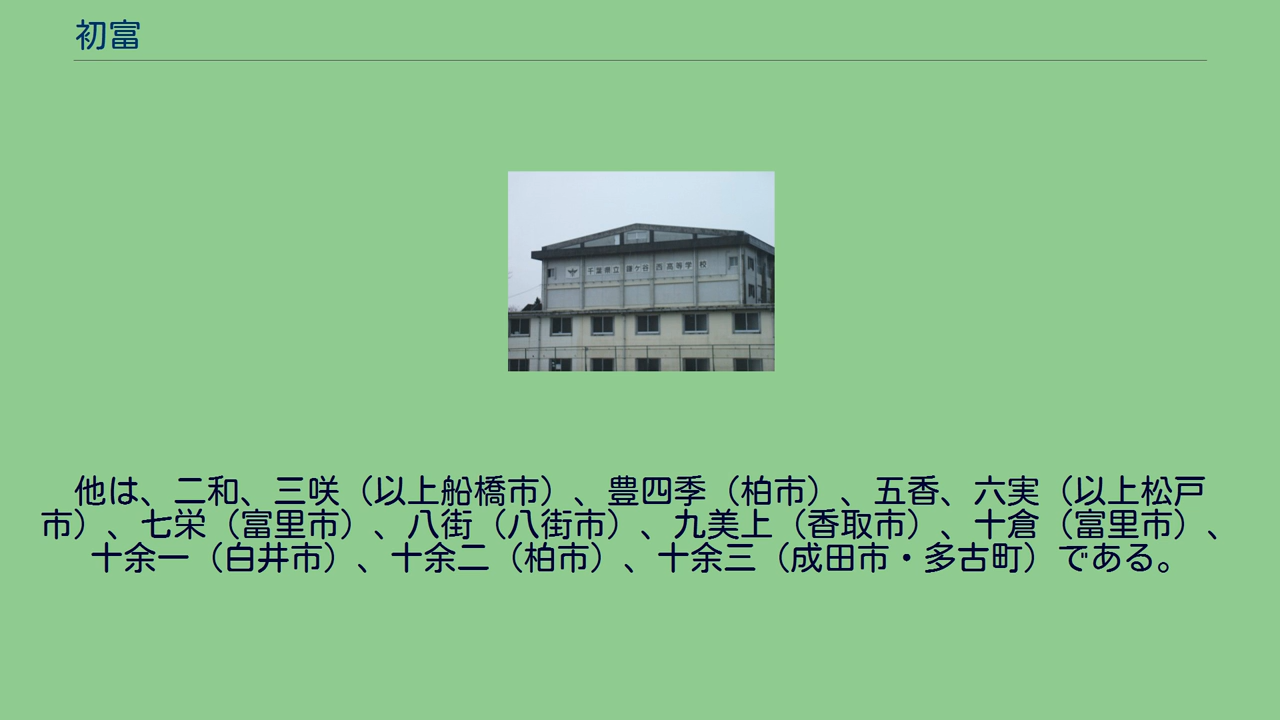 初富
千葉県立鎌ケ谷西高等学校
他は、二和、三咲（以上船橋市）、豊四季（柏市）、五香、六実（以上松戸
市）、七栄（富里市）、八街（八街市）、九美上（香取市）、十倉（富里市）、
十余一（白井市）、十余二（柏市）、十余三（成田市・多古町）である。